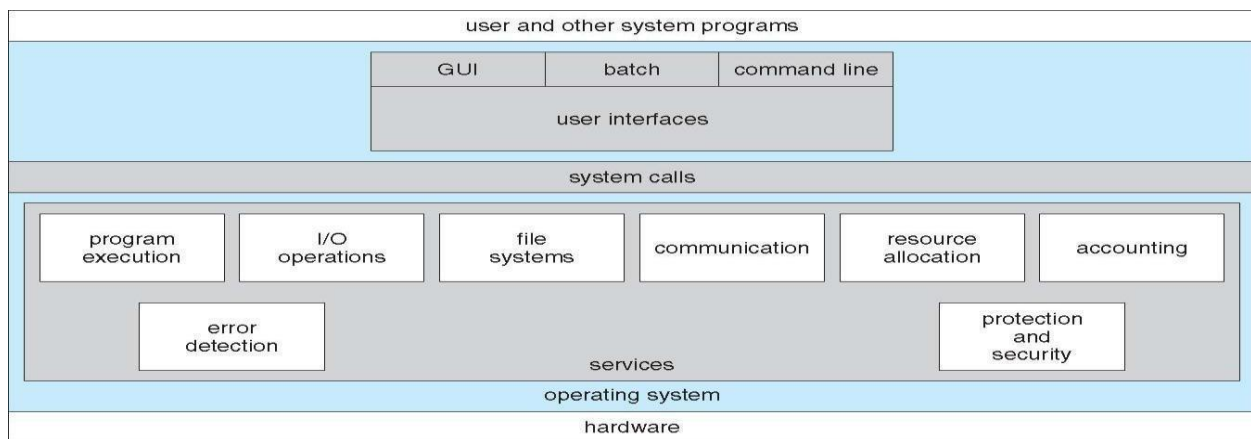 user and other system programs
GUI
batch
command line
user interfaces
system calls
program
execution
I/O
operations
file
systems
communication
resource
allocation
accounting
error
detection
protection
and
security
services
operating system
hardware